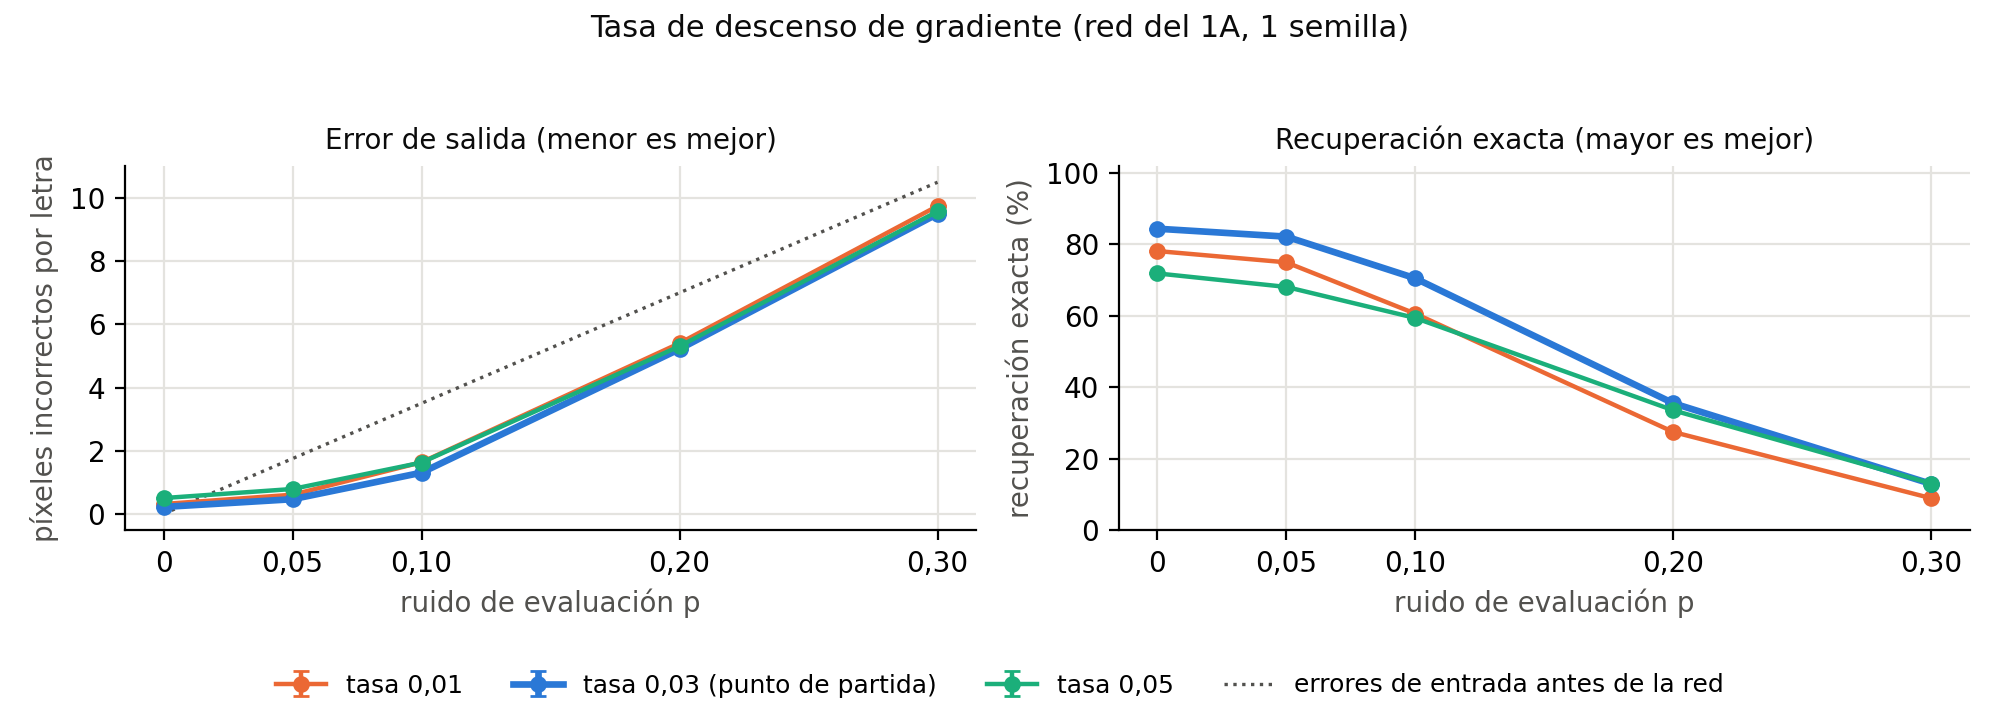 Tasa de descenso de gradiente (red del 1A, 1 semilla)
Error de salida (menor es mejor)
píxeles incorrectos por letra
10
8
6
4
2
0
0 0,05 0,10 0,20 0,30
ruido de evaluación p
Recuperación exacta (mayor es mejor)
recuperación exacta (%)
100
80
60
40
20
0
0 0,05 0,10 0,20 0,30
ruido de evaluación p
tasa 0,01 tasa 0,03 (punto de partida) tasa 0,05 errores de entrada antes de la red